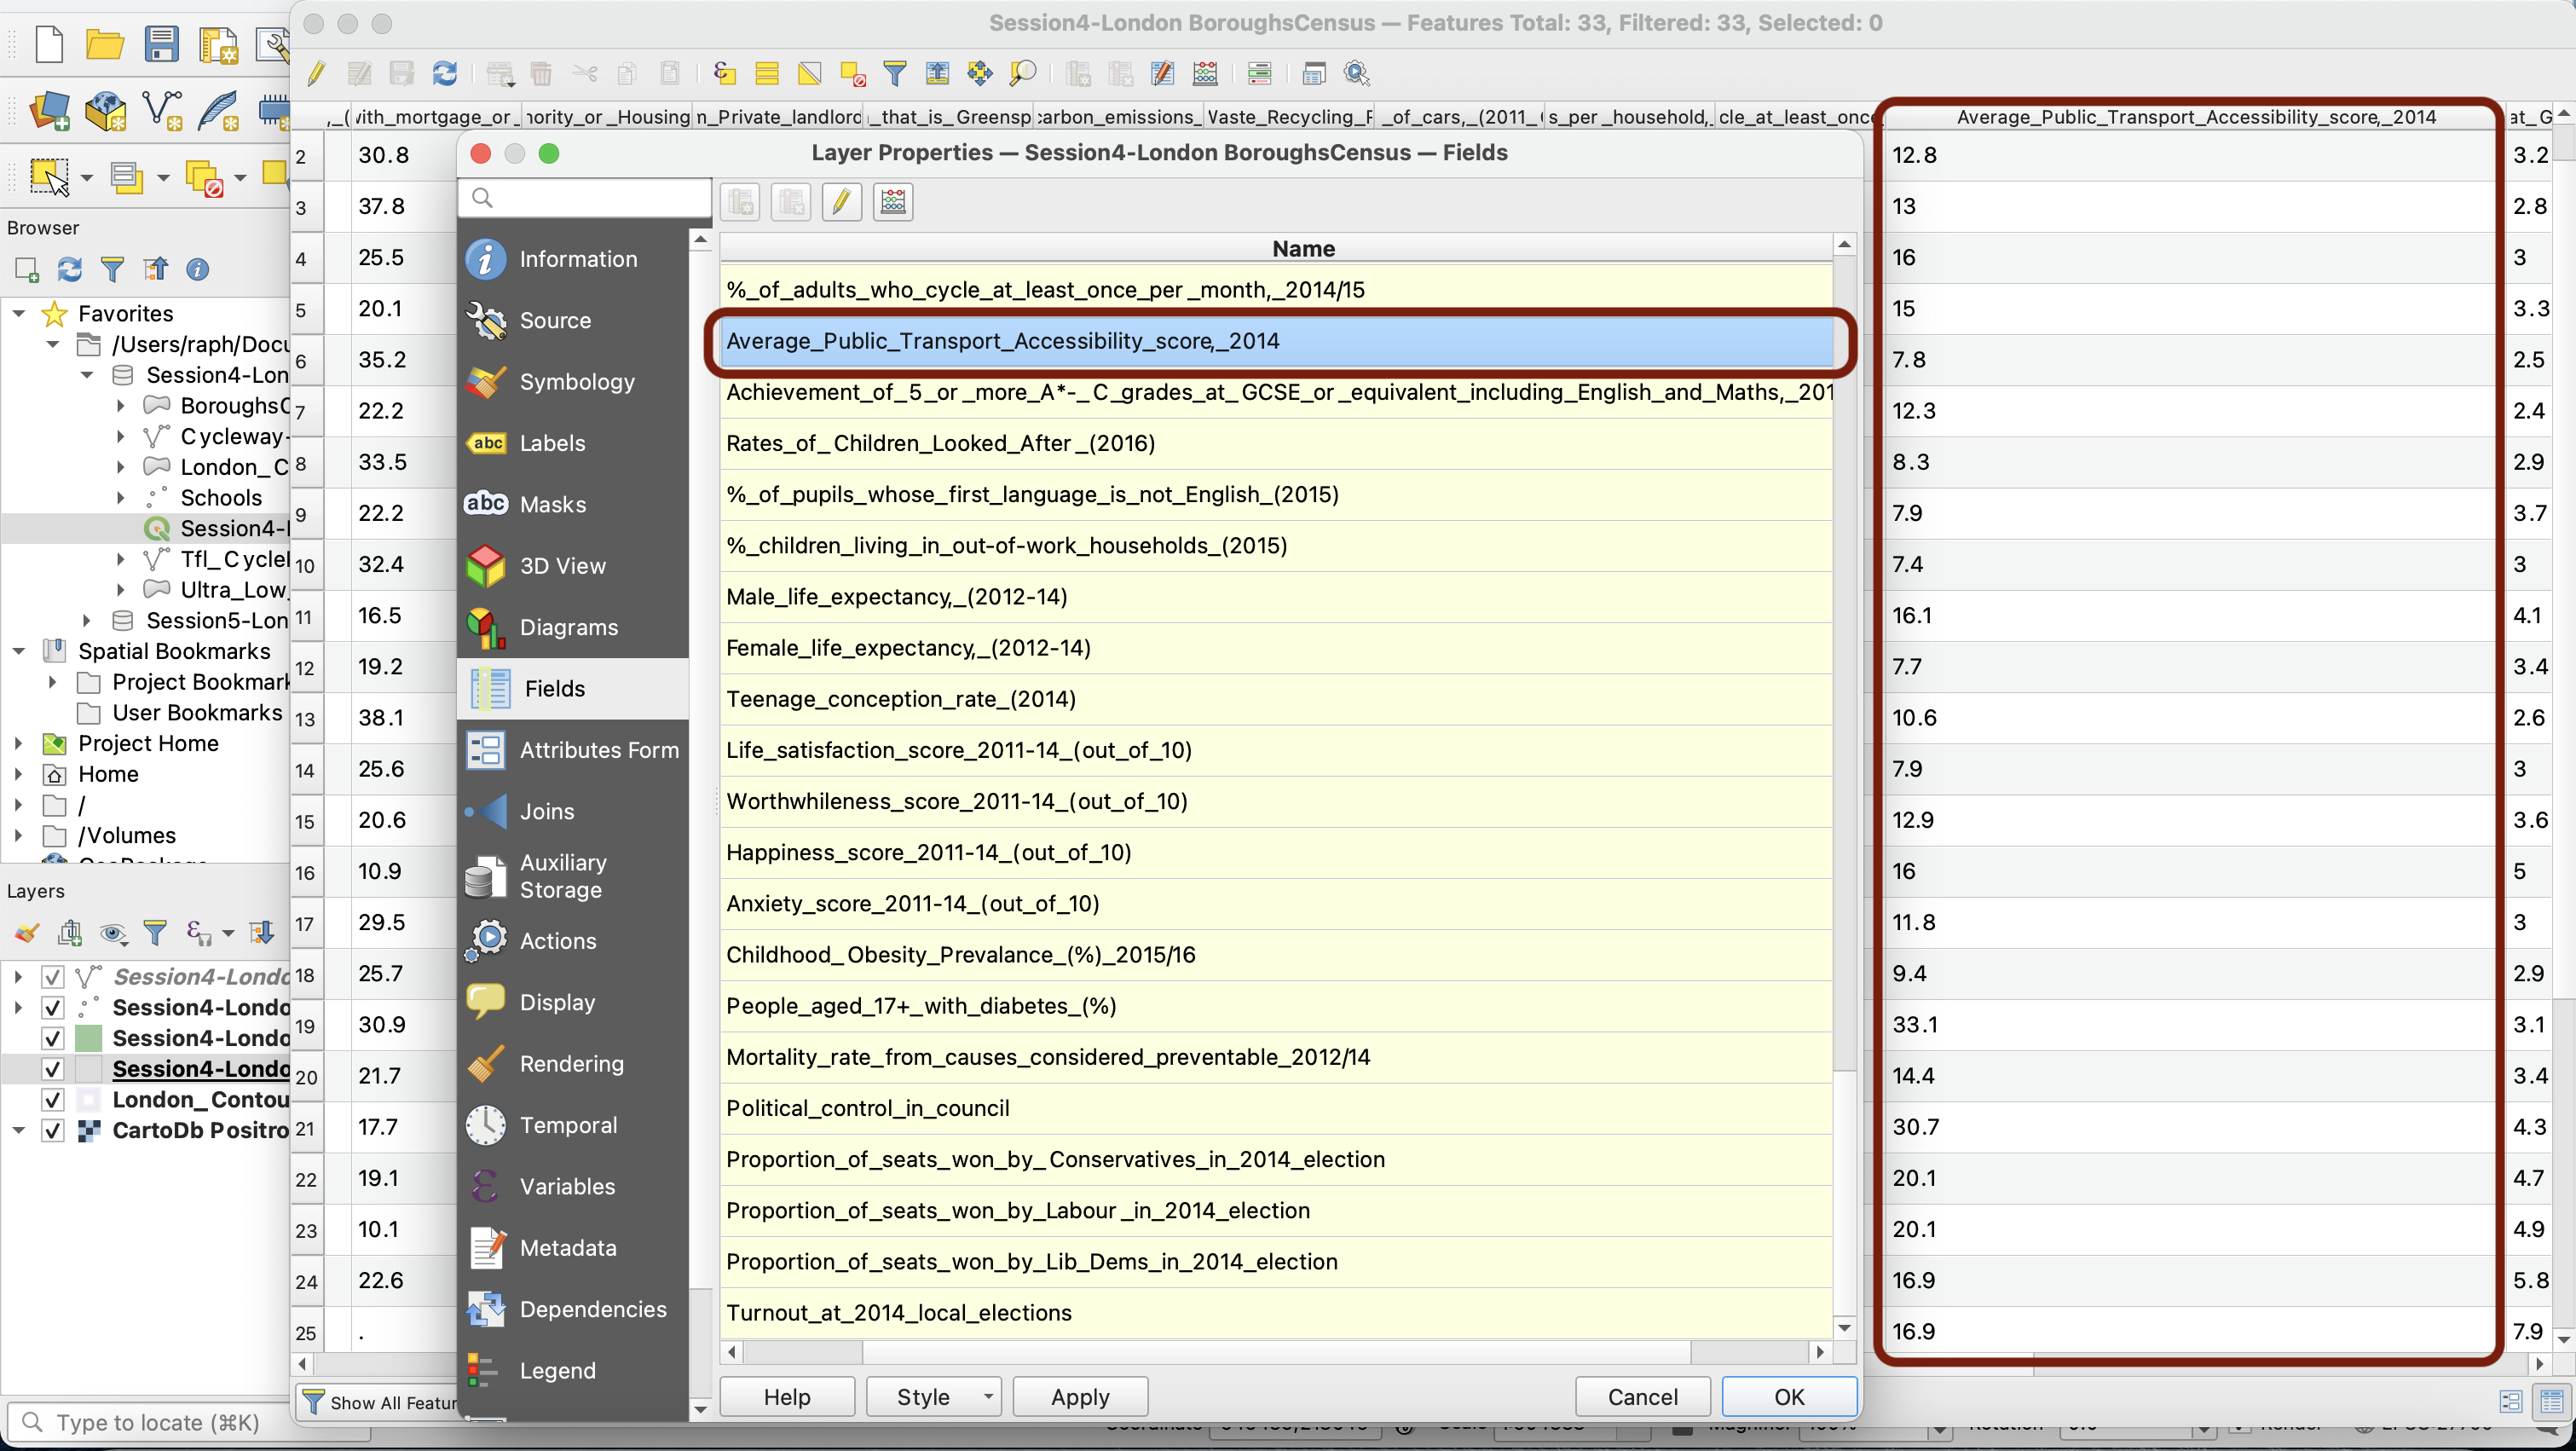 Session4-London BoroughsCensus — Features Total: 33, Filtered: 33, Selected: 0
with_mortgage_or_
nority_or_Housing
n_Private_landlord
_that_is_Greensp
carbon_emissions_
Waste_Recycling_R
_of_cars,_(2011_
s_per_household,
cle_at_least_once
Average_Public_Transport_Accessibility_score,_2014
at_G
2 30.8 12.8 3.2
3 37.8 13 2.8
4 25.5 16 3
5 20.1 15 3.3
6 35.2 7.8 2.5
7 22.2 12.3 2.4
8 33.5 8.3 2.9
9 22.2 7.9 3.7
10 32.4 7.4 3
11 16.5 16.1 4.1
12 19.2 7.7 3.4
13 38.1 10.6 2.6
14 25.6 7.9 3
15 20.6 12.9 3.6
16 10.9 16 5
17 29.5 11.8 3
18 25.7 9.4 2.9
19 30.9 33.1 3.1
20 21.7 14.4 3.4
21 17.7 30.7 4.3
22 19.1 20.1 4.7
23 10.1 20.1 4.9
24 22.6 16.9 5.8
25 . 16.9 7.9
Show All Featur
Browser
Favorites
/Users/raph/Docu
Session4-Lon
BoroughsC
Cycleway-
London_C
Schools
Session4-
Tfl_Cycle
Ultra_Low_
Session5-Lon
Spatial Bookmarks
Project Bookmark
User Bookmarks
Project Home
Home
/
/Volumes
Layers
Session4-Londo
Session4-Londo
Session4-Londo
Session4-Londo
London_Contou
CartoDb Positro
Type to locate (⌘K)
Layer Properties — Session4-London BoroughsCensus — Fields
Information
Source
abc Labels
Symbology
abc Masks
3D View
Diagrams
Fields
Attributes Form
Joins
Auxiliary
Storage
Actions
Display
Rendering
Temporal
Variables
Metadata
Dependencies
Legend
Name
%_of_adults_who_cycle_at_least_once_per_month,_2014/15
Average_Public_Transport_Accessibility_score,_2014
Achievement_of_5_or_more_A*-_C_grades_at_GCSE_or_equivalent_including_English_and_Maths,_201
Rates_of_Children_Looked_After_(2016)
%_of_pupils_whose_first_language_is_not_English_(2015)
%_children_living_in_out-of-work_households_(2015)
Male_life_expectancy,_(2012-14)
Female_life_expectancy,_(2012-14)
Teenage_conception_rate_(2014)
Life_satisfaction_score_2011-14_(out_of_10)
Worthwhileness_score_2011-14_(out_of_10)
Happiness_score_2011-14_(out_of_10)
Anxiety_score_2011-14_(out_of_10)
Childhood_Obesity_Prevalance_(%)_2015/16
People_aged_17+_with_diabetes_(%)
Mortality_rate_from_causes_considered_preventable_2012/14
Political_control_in_council
Proportion_of_seats_won_by_Conservatives_in_2014_election
Proportion_of_seats_won_by_Labour_in_2014_election
Proportion_of_seats_won_by_Lib_Dems_in_2014_election
Turnout_at_2014_local_elections
Help Style Apply Cancel OK